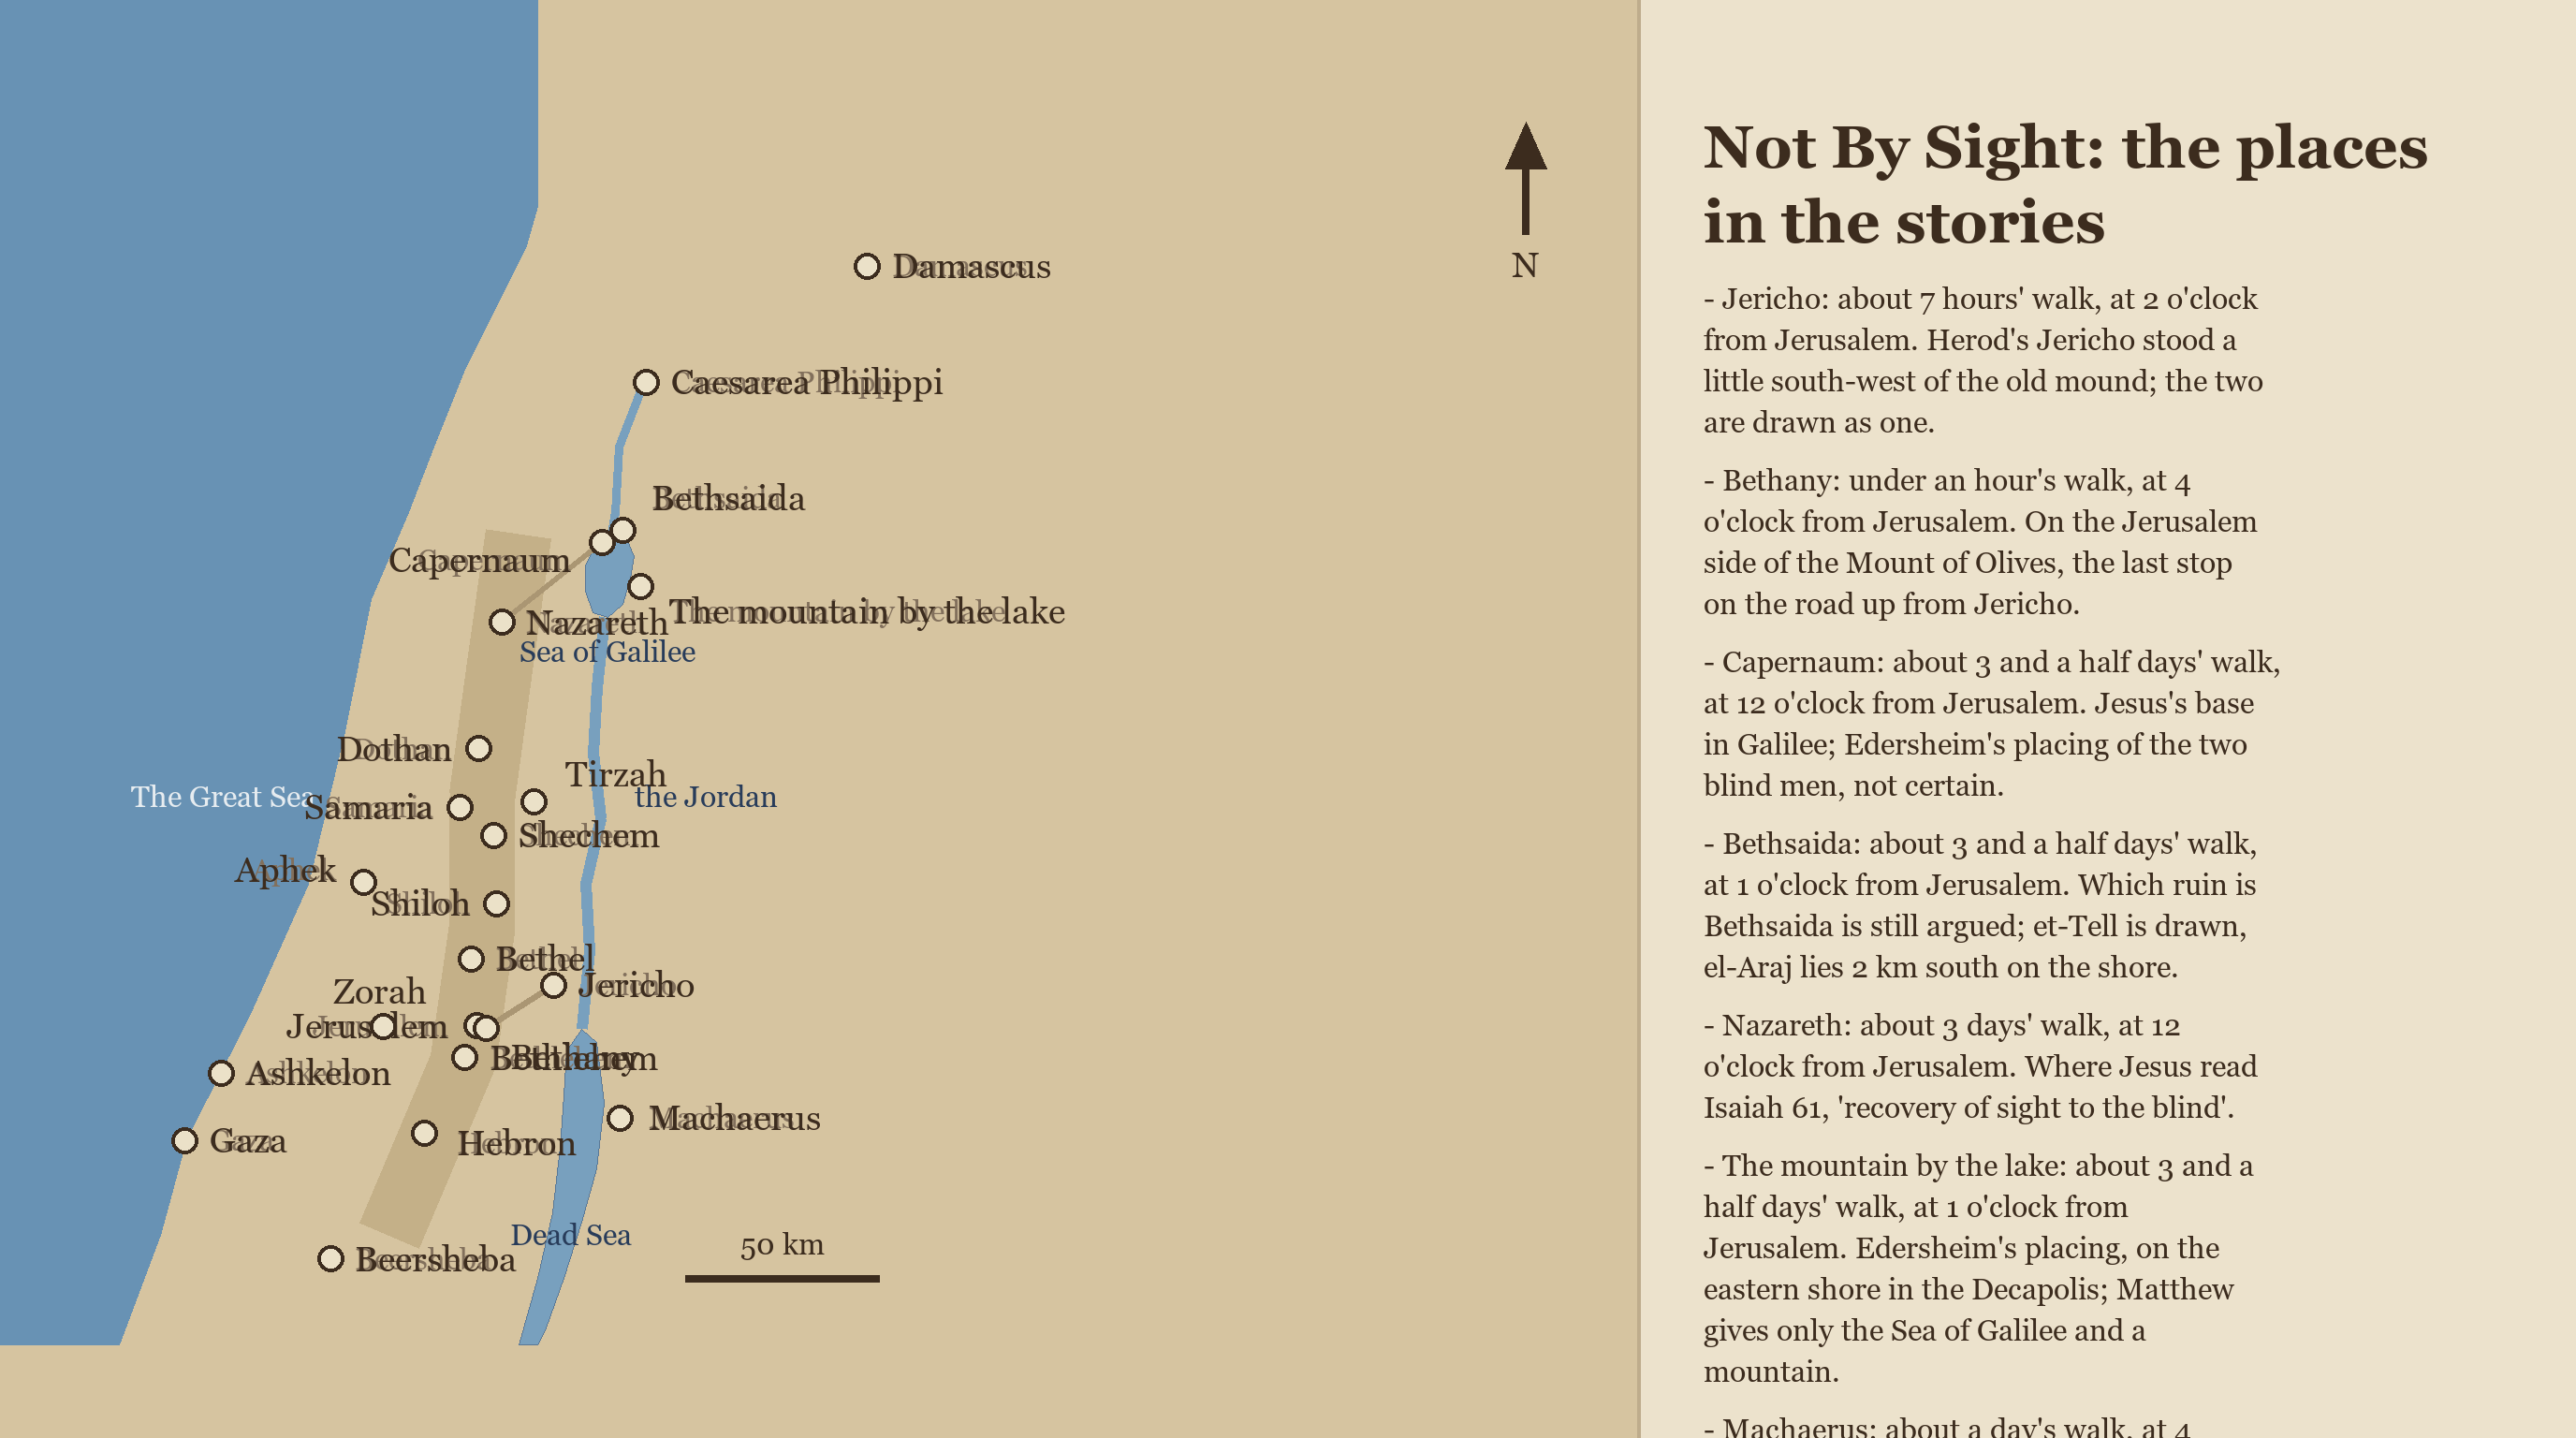 Damascus
N
Caesarea Philippi
Bethsaida
Capernaum
The mountain by the lake
Nazareth
Sea of Galilee
Dothan
Tirzah
The Great Sea
the Jordan
Samaria
Shechem
Aphek
Shiloh
Bethel
Jericho
Zorah
Jerusalem
Bethany
Bethlehem
Ashkelon
Machaerus
Gaza
Hebron
Dead Sea
50 km
Beersheba
Not By Sight: the places
in the stories
- Jericho: about 7 hours' walk, at 2 o'clock
from Jerusalem. Herod's Jericho stood a
little south-west of the old mound; the two
are drawn as one.
- Bethany: under an hour's walk, at 4
o'clock from Jerusalem. On the Jerusalem
side of the Mount of Olives, the last stop
on the road up from Jericho.
- Capernaum: about 3 and a half days' walk,
at 12 o'clock from Jerusalem. Jesus's base
in Galilee; Edersheim's placing of the two
blind men, not certain.
- Bethsaida: about 3 and a half days' walk,
at 1 o'clock from Jerusalem. Which ruin is
Bethsaida is still argued; et-Tell is drawn,
el-Araj lies 2 km south on the shore.
- Nazareth: about 3 days' walk, at 12
o'clock from Jerusalem. Where Jesus read
Isaiah 61, 'recovery of sight to the blind'.
- The mountain by the lake: about 3 and a
half days' walk, at 1 o'clock from
Jerusalem. Edersheim's placing, on the
eastern shore in the Decapolis; Matthew
gives only the Sea of Galilee and a
mountain.
- Machaerus: about a day's walk, at 4